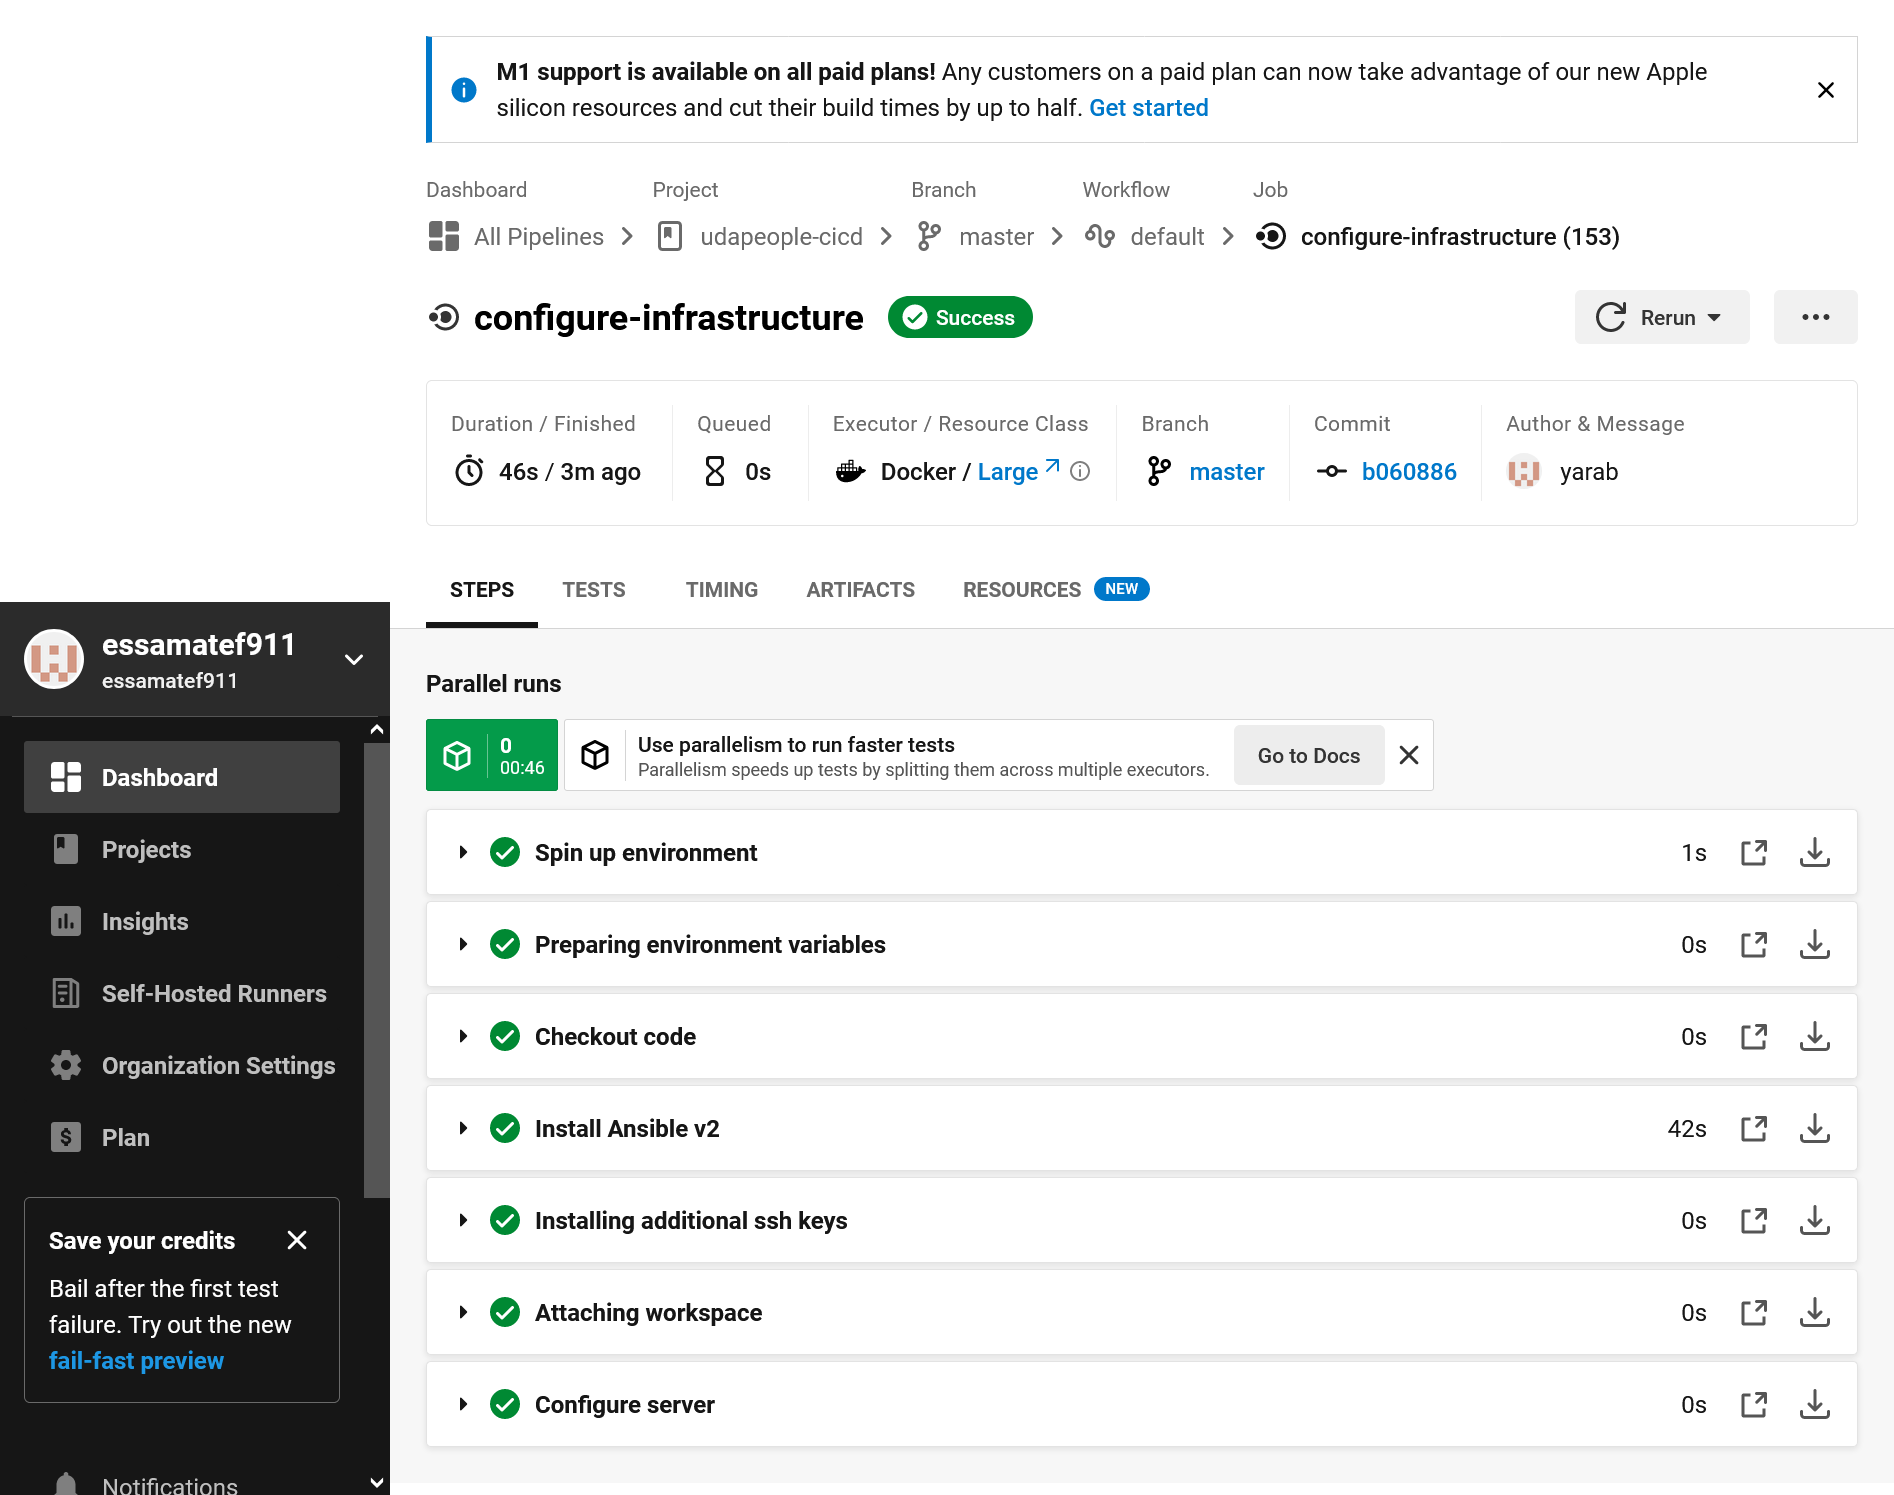 M1 support is available on all paid plans! Any customers on a paid plan can now take advantage of our new Apple
silicon resources and cut their build times by up to half. Get started
Dashboard Project Branch Workflow Job
All Pipelines udapeople-cicd master default configure-infrastructure (153)
configure-infrastructure Success Rerun
Duration / Finished Queued Executor / Resource Class Branch Commit Author & Message
46s / 3m ago 0s Docker / Large master b060886 yarab
STEPS TESTS TIMING ARTIFACTS RESOURCES NEW
essamatef911
essamatef911
Dashboard
Projects
Insights
Self-Hosted Runners
Organization Settings
Plan
Save your credits
Bail after the first test
failure. Try out the new
fail-fast preview
Notifications
Parallel runs
0
00:46
Use parallelism to run faster tests
Parallelism speeds up tests by splitting them across multiple executors.
Go to Docs
Spin up environment 1s
Preparing environment variables 0s
Checkout code 0s
Install Ansible v2 42s
Installing additional ssh keys 0s
Attaching workspace 0s
Configure server 0s